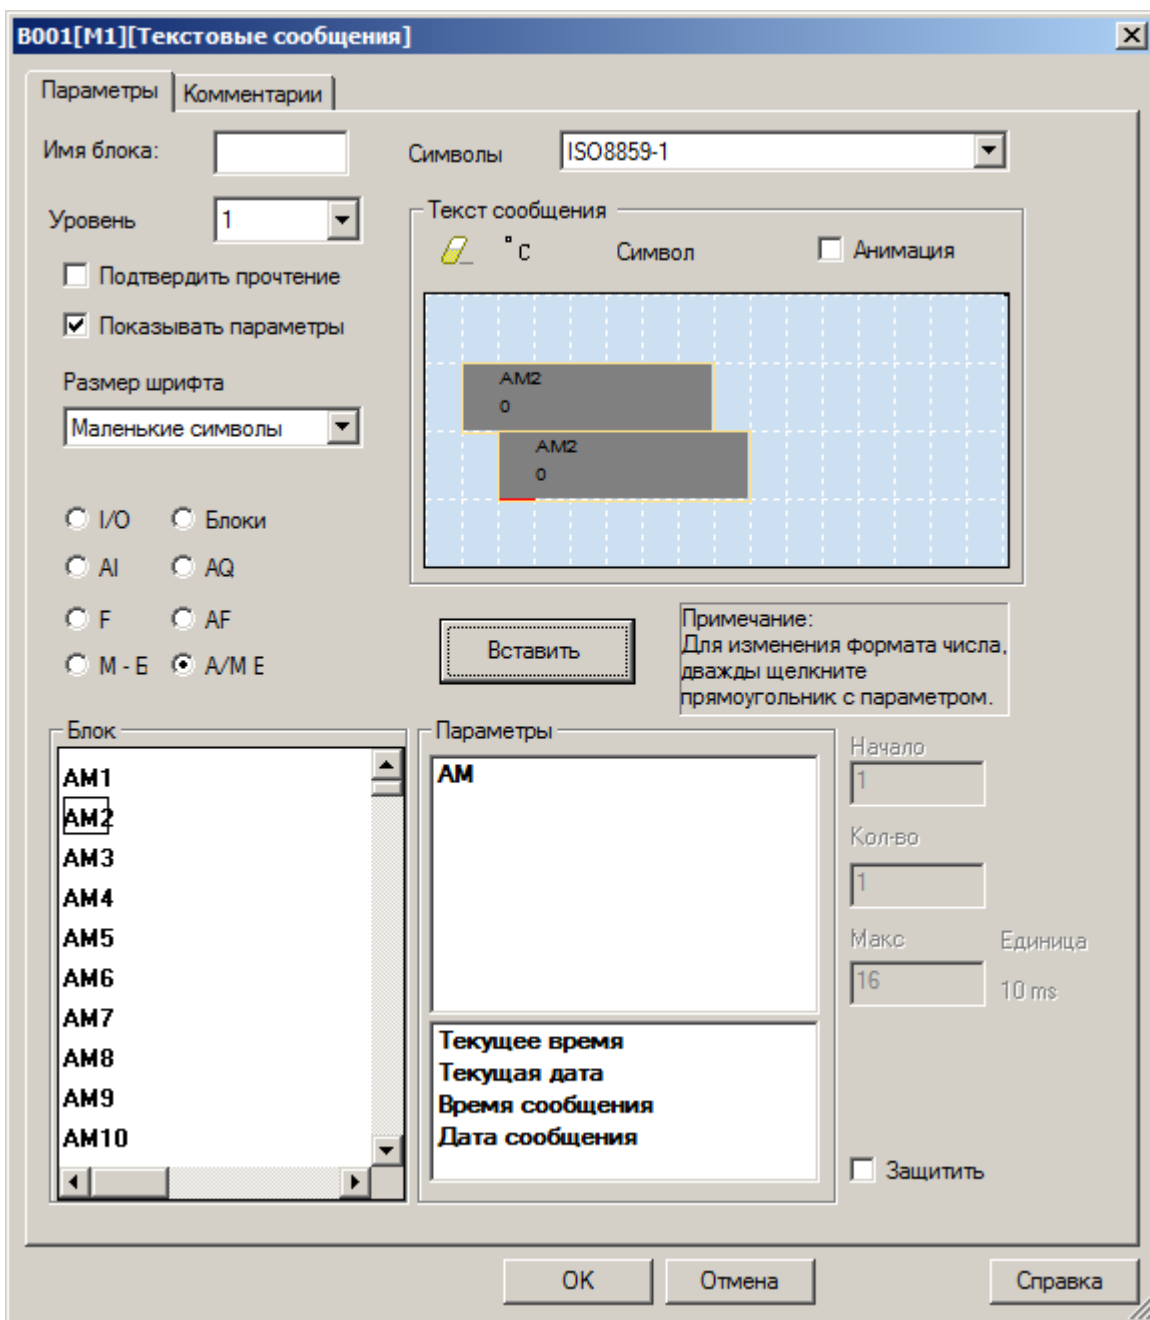 B001[M1][Текстовые сообщения]
Параметры
Комментарии
Имя блока:
Символы
ISO8859-1
Уровень
1
Текст сообщения
°C
Символ
Анимация
Подтвердить прочтение
Показывать параметры
AM2
0
AM2
0
Размер шрифта
Маленькие символы
I/O
Блоки
AI
AQ
F
AF
М - Б
A/M E
Вставить
Примечание:
Для изменения формата числа,
дважды щелкните
прямоугольник с параметром.
Блок
AM1
AM2
AM3
AM4
AM5
AM6
AM7
AM8
AM9
AM10
Параметры
AM
Текущее время
Текущая дата
Время сообщения
Дата сообщения
Начало
1
Кол-во
1
Макс
Единица
16
10 ms
Защитить
OK
Отмена
Справка